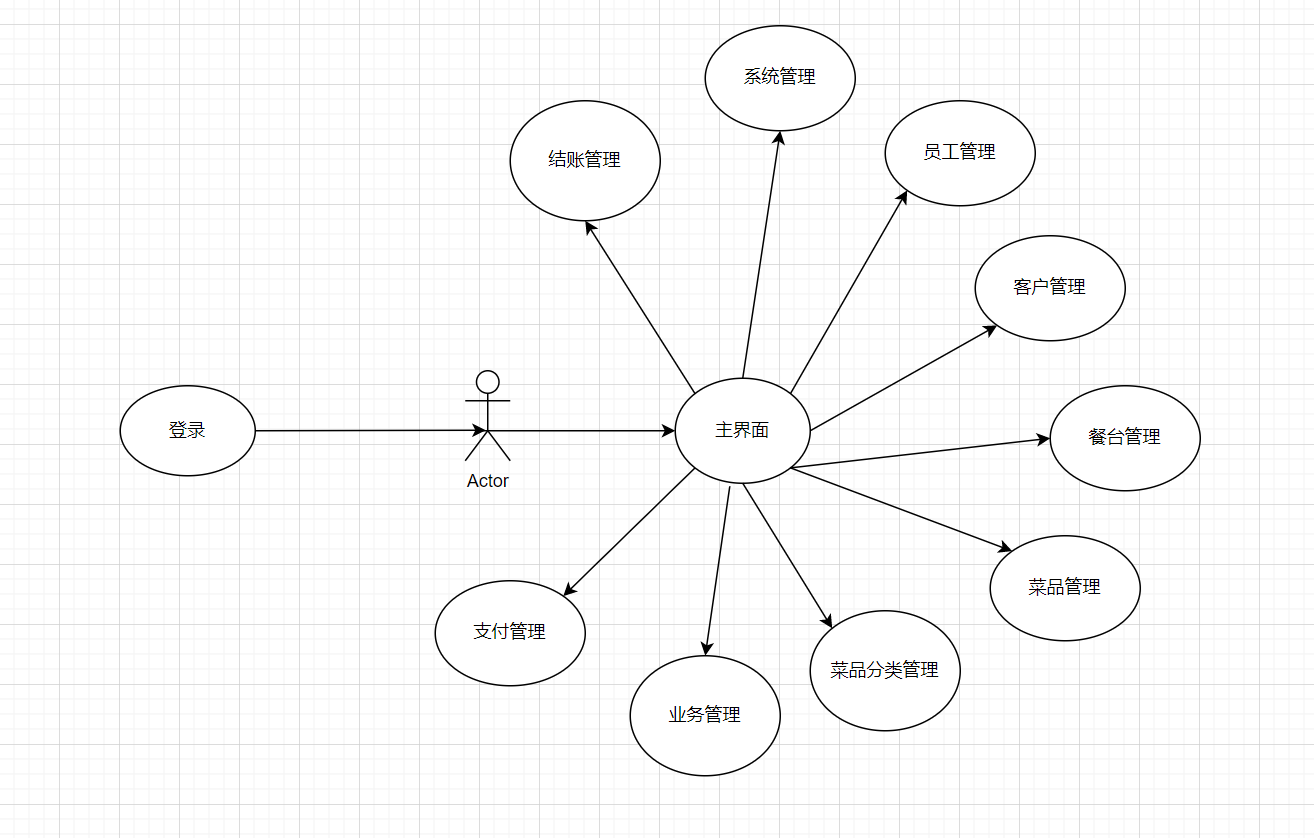 系统管理
员工管理
结账管理
客户管理
登录
主界面
餐台管理
Actor
菜品管理
支付管理
菜品分类管理
业务管理